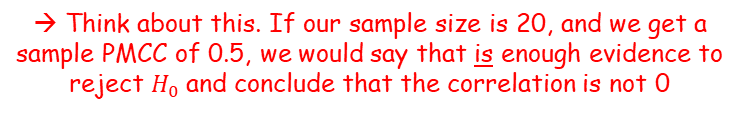 → Think about this. If our sample size is 20, and we get a
sample PMCC of 0.5, we would say that is enough evidence to
reject H₀ and conclude that the correlation is not 0